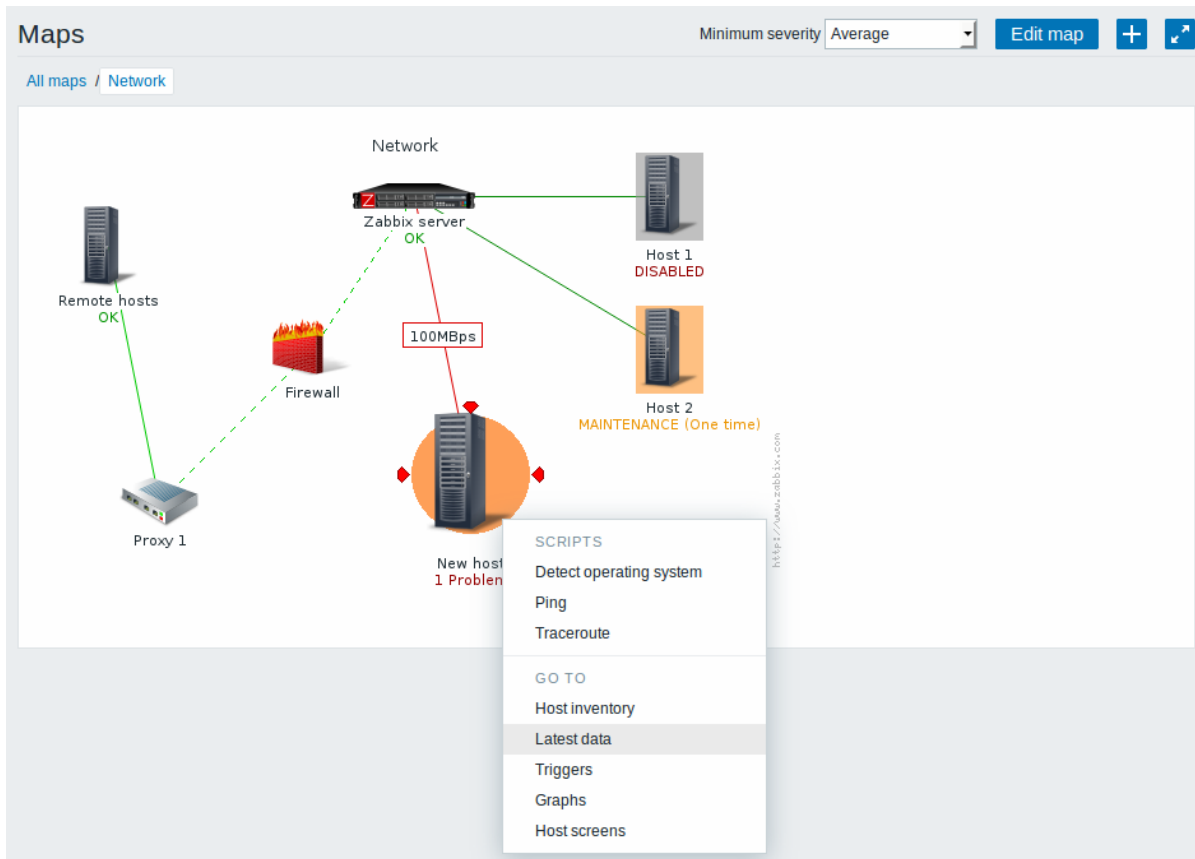 Maps
Minimum severity Average Edit map
All maps / Network
Network
Zabbix server
OK
Host 1
DISABLED
Remote hosts
OK
100MBps
Firewall
Host 2
MAINTENANCE (One time)
http://www.zabbix.com
Proxy 1
New host
1 Problem
SCRIPTS
Detect operating system
Ping
Traceroute
GO TO
Host inventory
Latest data
Triggers
Graphs
Host screens